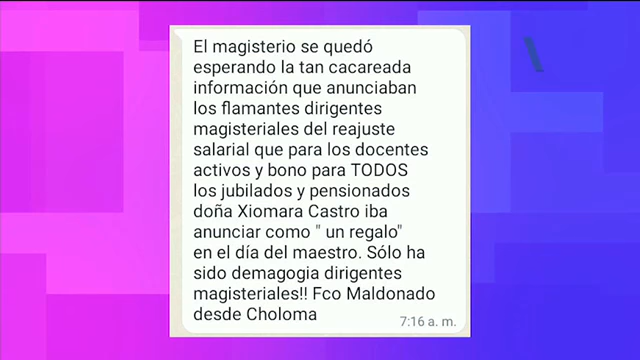 El magisterio se quedó
esperando la tan cacareada
información que anunciaban
los flamantes dirigentes
magisteriales del reajuste
salarial que para los docentes
activos y bono para TODOS
los jubilados y pensionados
doña Xiomara Castro iba
anunciar como " un regalo"
en el día del maestro. Sólo ha
sido demagogia dirigentes
magisteriales!! Fco Maldonado
desde Choloma
7:16 a. m.